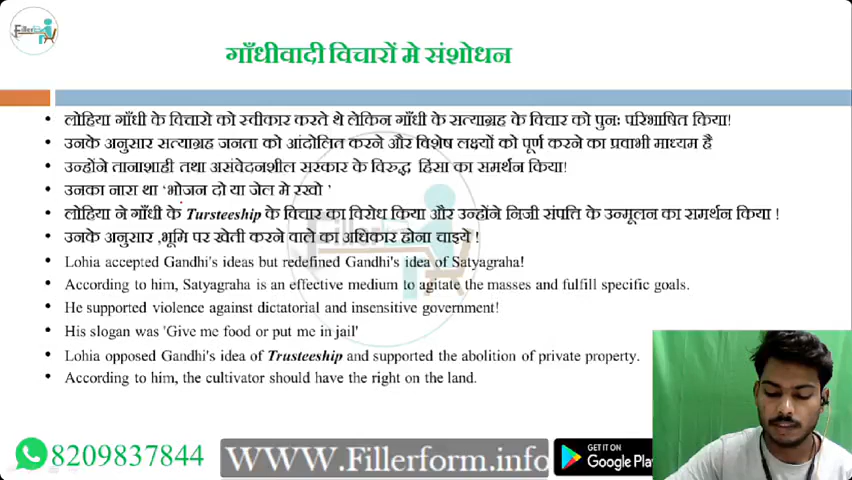 Fillerform
गाँधीवादी विचारों मे संशोधन
• लोहिया गाँधी के विचारो को स्वीकार करते थे लेकिन गाँधी के सत्याग्रह के विचार को पुनः परिभाषित किया!
• उनके अनुसार सत्याग्रह जनता को आंदोलित करने और विशेष लक्ष्यों को पूर्ण करने का प्रवाभी माध्यम है
• उन्होंने तानाशाही तथा असंवेदनशील सरकार के विरुद्ध हिंसा का समर्थन किया!
• उनका नारा था ‘भोजन दो या जेल मे रखो ’
• लोहिया ने गाँधी के Tursteeship के विचार का विरोध किया और उन्होंने निजी संपति के उन्मूलन का समर्थन किया !
• उनके अनुसार ,भूमि पर खेती करने वाले का अधिकार होना चाइये !
• Lohia accepted Gandhi's ideas but redefined Gandhi's idea of Satyagraha!
• According to him, Satyagraha is an effective medium to agitate the masses and fulfill specific goals.
• He supported violence against dictatorial and insensitive government!
• His slogan was 'Give me food or put me in jail'
• Lohia opposed Gandhi's idea of Trusteeship and supported the abolition of private property.
• According to him, the cultivator should have the right on the land.
8209837844
WWW.Fillerform.info
GET IT ON
Google Play